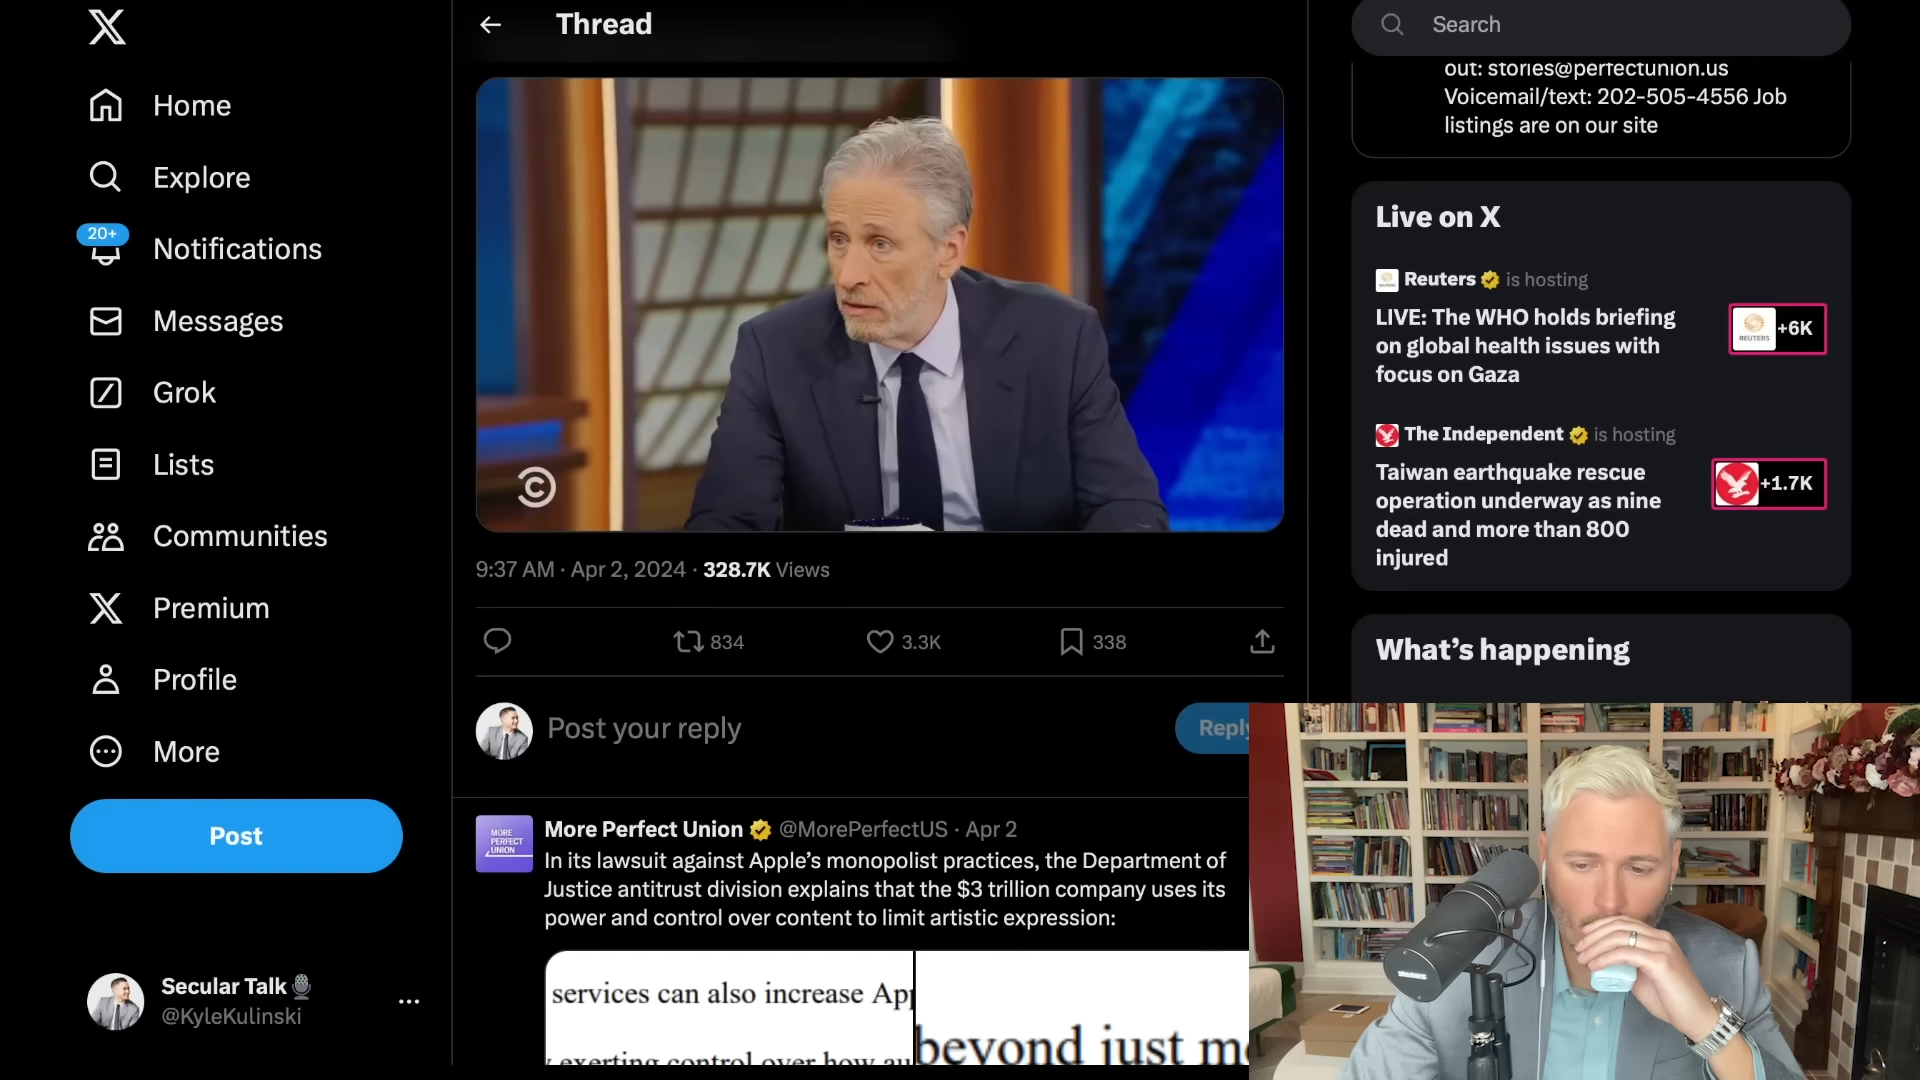 Home
Explore
20+
Notifications
Messages
Grok
Lists
Communities
Premium
Profile
More
Post
Secular Talk
@KyleKulinski
Thread
9:37 AM · Apr 2, 2024 · 328.7K Views
834
3.3K
338
Post your reply
Reply
MORE
PERFECT
UNION
More Perfect Union @MorePerfectUS · Apr 2
In its lawsuit against Apple’s monopolist practices, the Department of
Justice antitrust division explains that the $3 trillion company uses its
power and control over content to limit artistic expression:
services can also increase App
exerting control over how au
beyond just m
Search
out: stories@perfectunion.us
Voicemail/text: 202-505-4556 Job
listings are on our site
Live on X
Reuters is hosting
LIVE: The WHO holds briefing
on global health issues with
focus on Gaza
REUTERS
+6K
The Independent is hosting
Taiwan earthquake rescue
operation underway as nine
dead and more than 800
injured
+1.7K
What’s happening